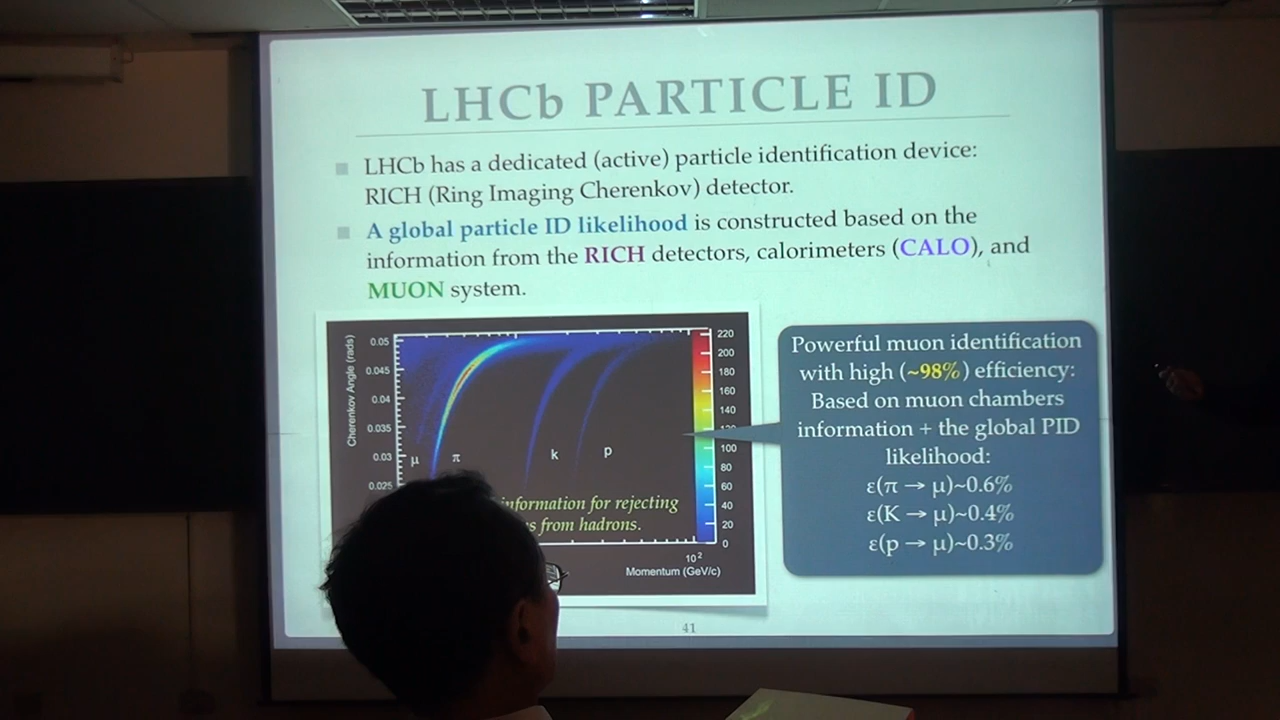 LHCb PARTICLE ID
LHCb has a dedicated (active) particle identification device:
RICH (Ring Imaging Cherenkov) detector.
A global particle ID likelihood is constructed based on the
information from the RICH detectors, calorimeters (CALO), and
MUON system.
Cherenkov Angle (rads)
0.05
0.045
0.04
0.035
0.03
0.025
μ
π
k
p
information for rejecting
s from hadrons.
220
200
180
160
140
100
80
60
40
20
0
10²
Momentum (GeV/c)
Powerful muon identification
with high (~98%) efficiency:
Based on muon chambers
information + the global PID
likelihood:
ε(π → μ)~0.6%
ε(K → μ)~0.4%
ε(p → μ)~0.3%
41